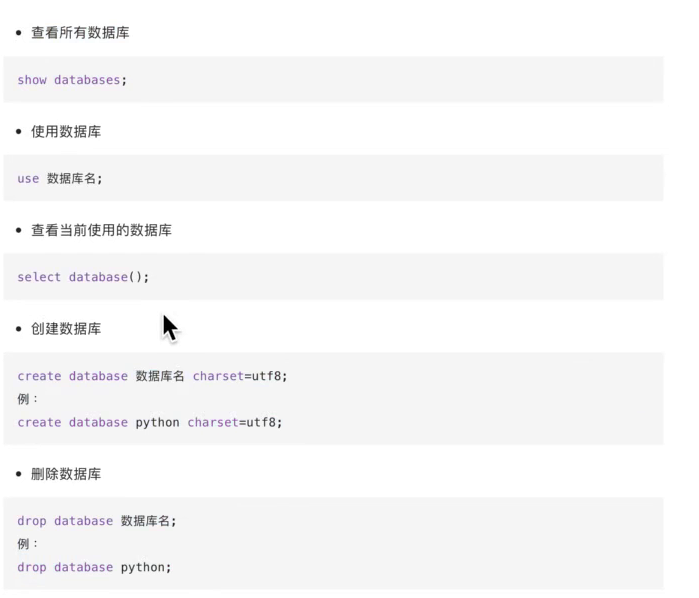 查看所有数据库
show databases;
使用数据库
use 数据库名;
查看当前使用的数据库
select database();
创建数据库
create database 数据库名 charset=utf8;
例：
create database python charset=utf8;
删除数据库
drop database 数据库名;
例：
drop database python;